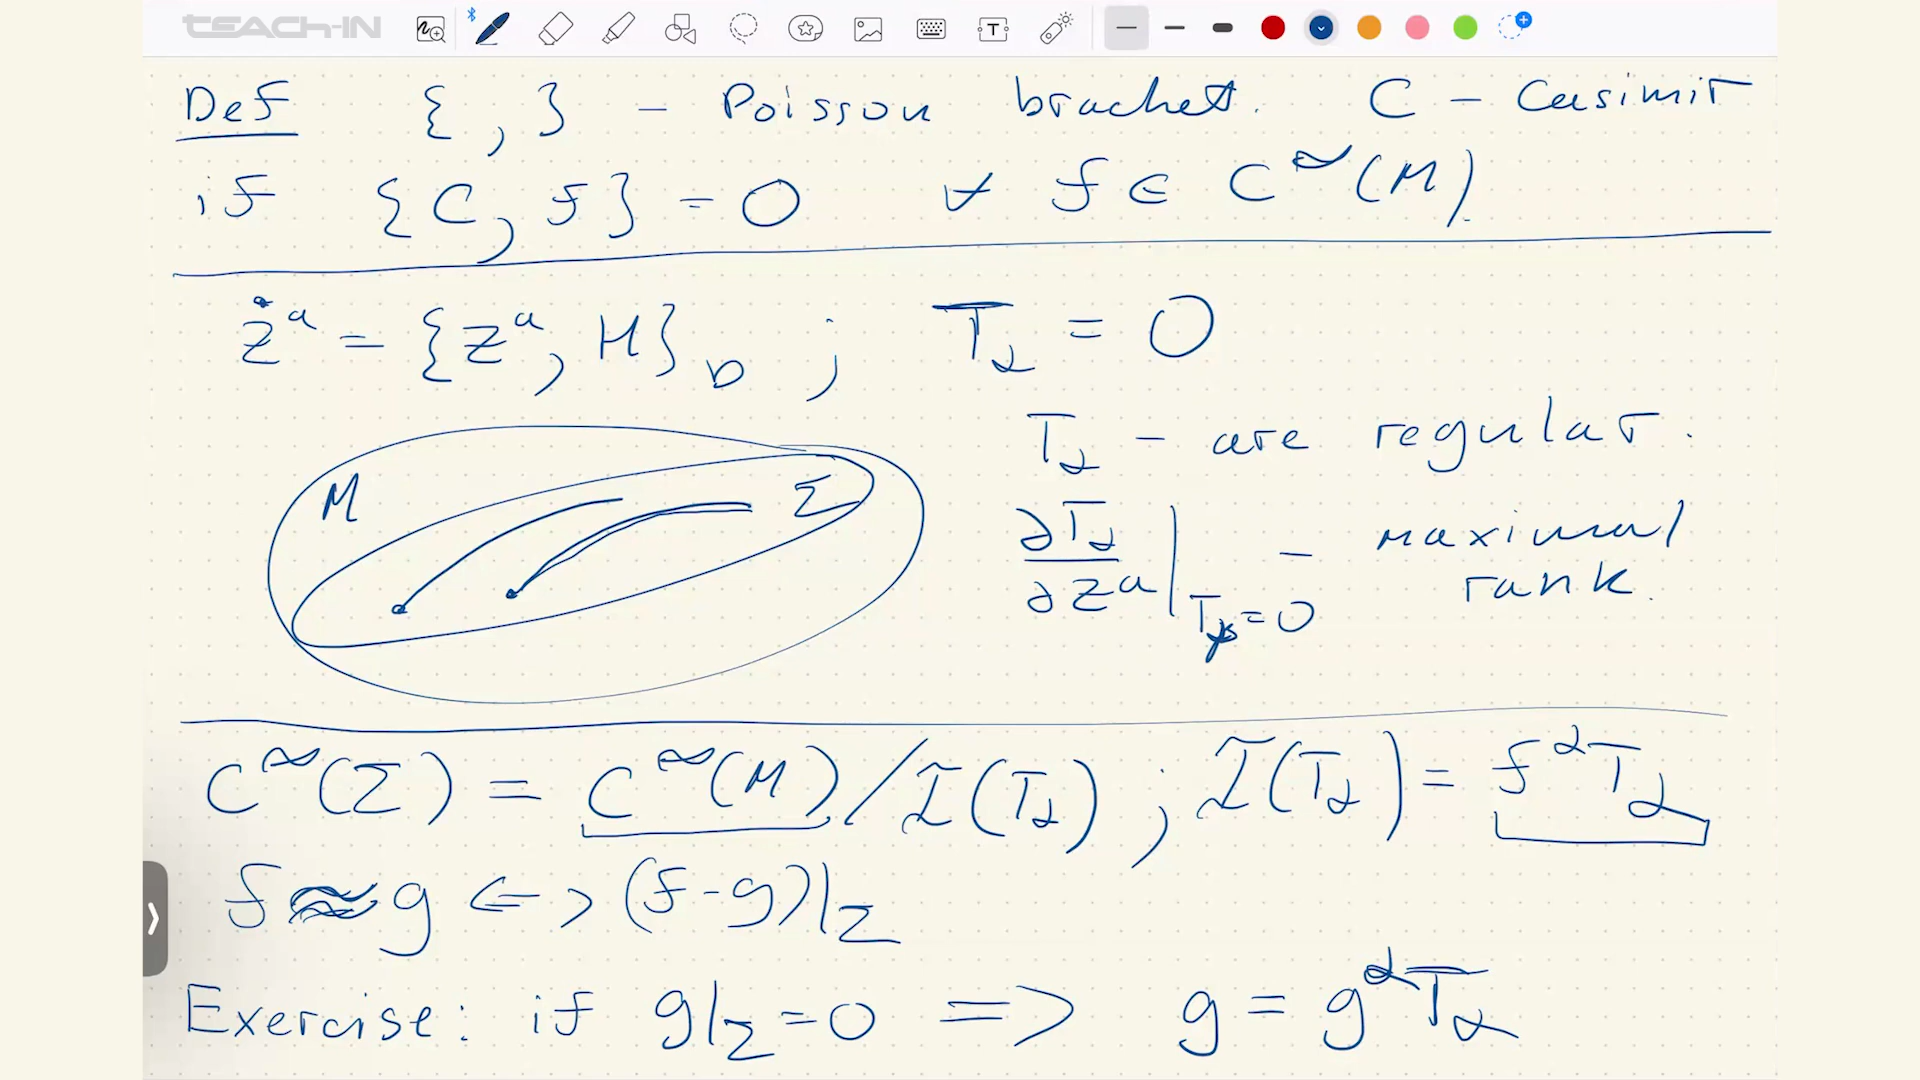 teach-in
Def { , } – Poisson bracket. C – Casimir
if {C, f} = 0 ∀ f ∈ C^∞(M).
ż^a = {z^a, H}_D ; T_α = 0
T_α – are regular.
M Σ
∂T_α/∂z^a |_{T_β=0} – maximal
rank.
C^∞(Σ) = C^∞(M) / I(T_α) ; I(T_α) = f^α T_α
f ≈ g <-> (f-g)|_Σ
Exercise: if g|_Σ = 0 => g = g^α T_α